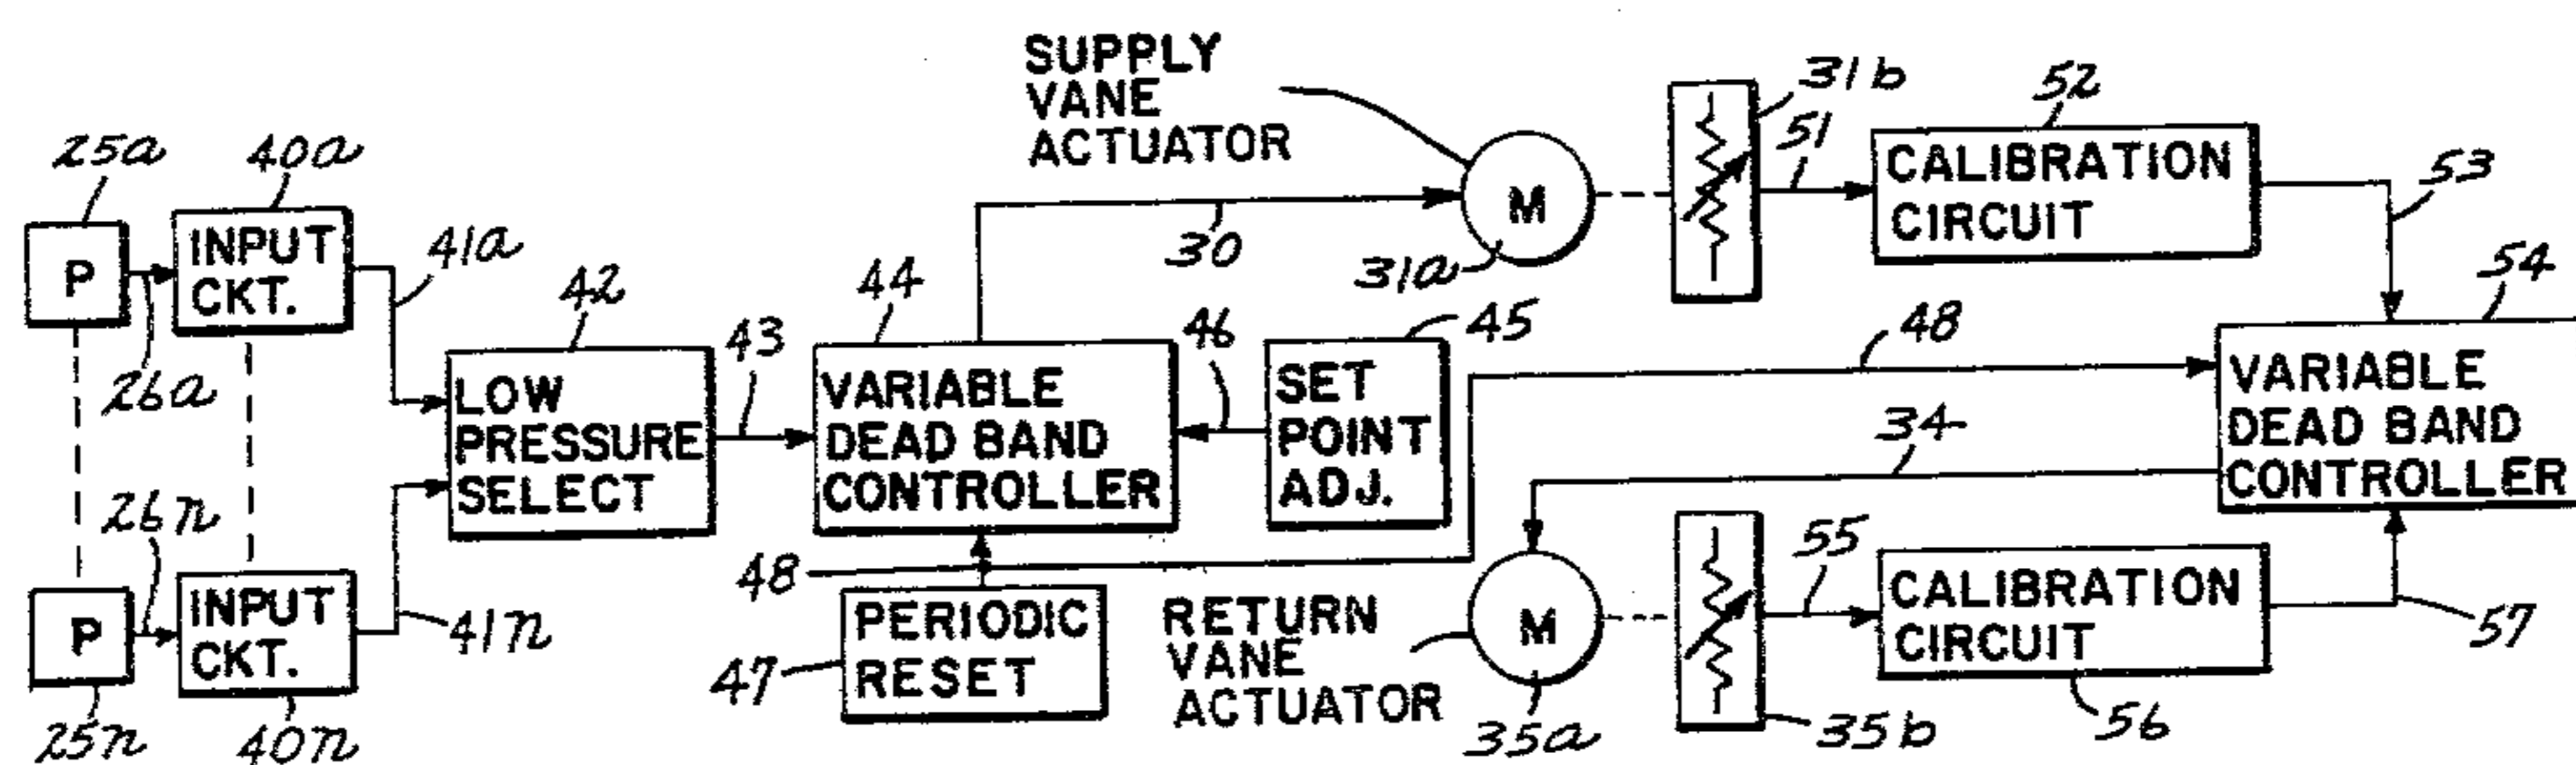 SUPPLY
VANE
ACTUATOR
31b
52
51
CALIBRATION
CIRCUIT
53
25a
40a
P
INPUT
CKT.
41a
26a
30
M
31a
42
44
43
46
45
48
54
LOW
PRESSURE
SELECT
VARIABLE
DEAD BAND
CONTROLLER
SET
POINT
ADJ.
34
VARIABLE
DEAD BAND
CONTROLLER
26n
P
INPUT
CKT.
41n
25n
40n
48
47
PERIODIC
RESET
RETURN
VANE
ACTUATOR
M
35a
55
35b
CALIBRATION
CIRCUIT
56
57